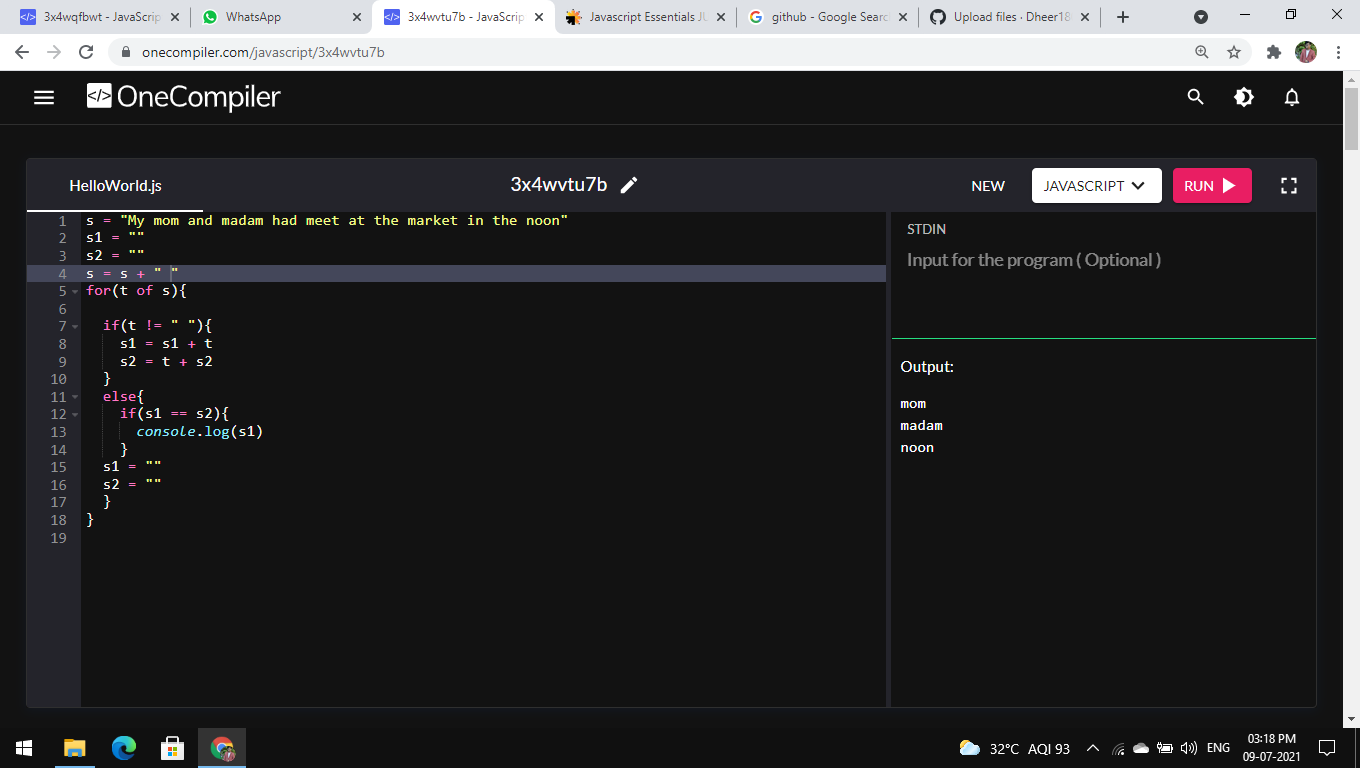 3x4wqfbwt - JavaScrip
WhatsApp
3x4wvtu7b - JavaScrip
Javascript Essentials JU
github - Google Searc
Upload files · Dheer18
onecompiler.com/javascript/3x4wvtu7b
</> OneCompiler
HelloWorld.js
3x4wvtu7b
NEW
JAVASCRIPT
RUN
1 s = "My mom and madam had meet at the market in the noon"
2 s1 = ""
3 s2 = ""
4 s = s + " "
5 for(t of s){
6
7   if(t != " "){
8     s1 = s1 + t
9     s2 = t + s2
10   }
11   else{
12     if(s1 == s2){
13       console.log(s1)
14     }
15   s1 = ""
16   s2 = ""
17   }
18 }
19
STDIN
Input for the program ( Optional )
Output:
mom
madam
noon
32°C AQI 93
ENG
03:18 PM
09-07-2021